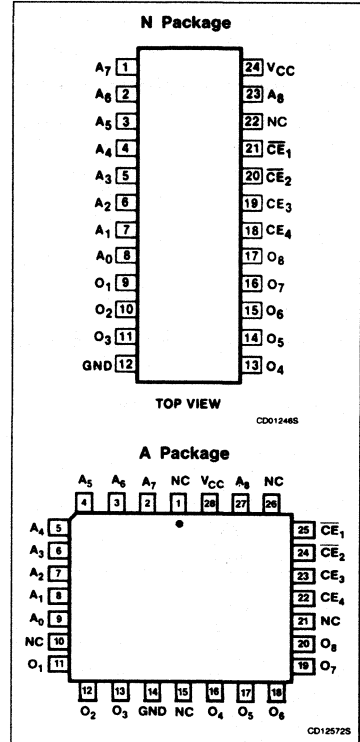 N Package
A7 1 24 VCC
A6 2 23 A8
A5 3 22 NC
A4 4 21 C̅E̅1
A3 5 20 C̅E̅2
A2 6 19 CE3
A1 7 18 CE4
A0 8 17 O8
O1 9 16 O7
O2 10 15 O6
O3 11 14 O5
GND 12 13 O4
TOP VIEW
CD01246S
A Package
A5 A6 A7 NC VCC A8 NC
4 3 2 1 28 27 26
A4 5 25 C̅E̅1
A3 6 24 C̅E̅2
A2 7 23 CE3
A1 8 22 CE4
A0 9 21 NC
NC 10 20 O8
O1 11 19 O7
12 13 14 15 16 17 18
O2 O3 GND NC O4 O5 O6
CD12572S